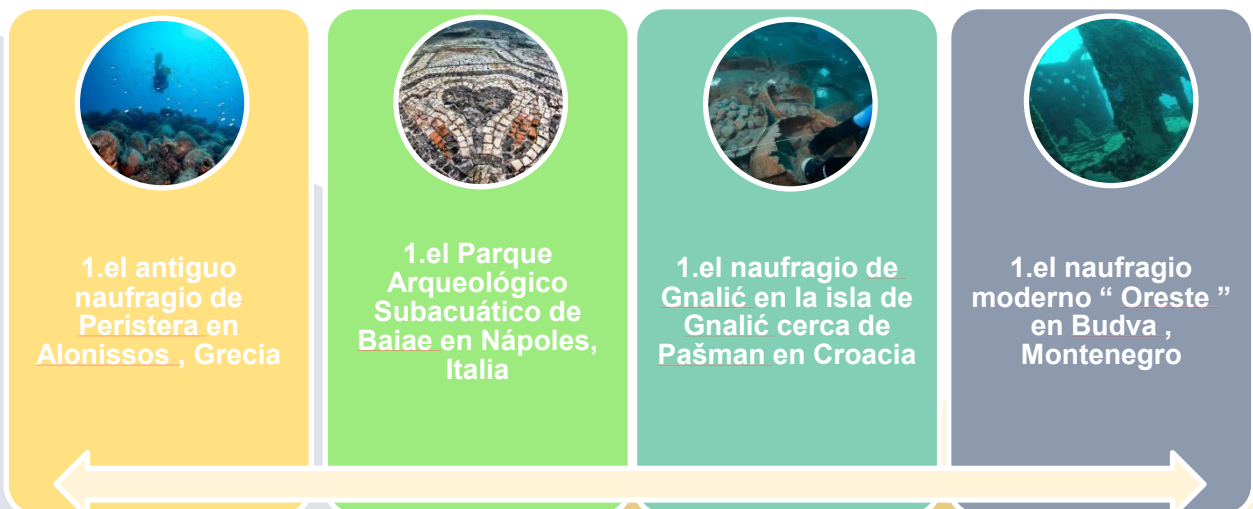 1.el antiguo
naufragio de
Peristera en
Alonissos , Grecia
1.el Parque
Arqueológico
Subacuático de
Baiae en Nápoles,
Italia
1.el naufragio de
Gnalić en la isla de
Gnalić cerca de
Pašman en Croacia
1.el naufragio
moderno “ Oreste ”
en Budva ,
Montenegro